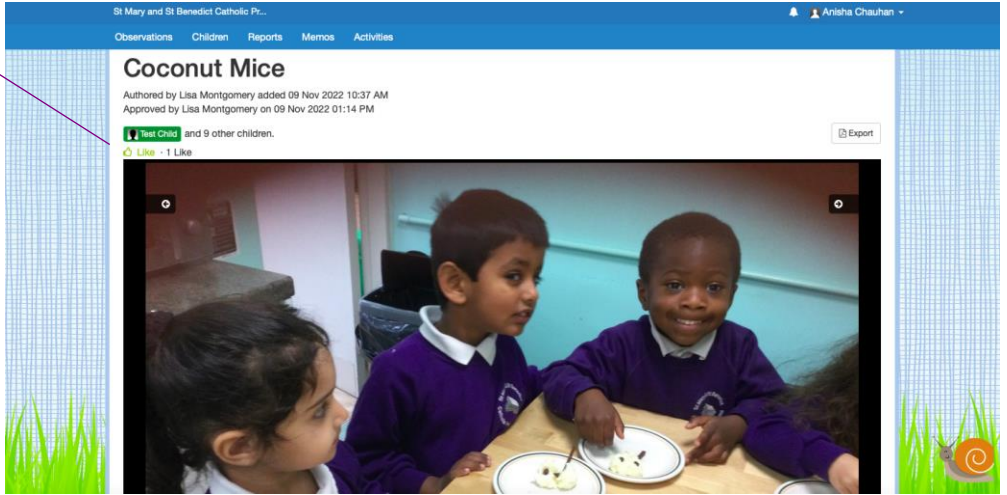 St Mary and St Benedict Catholic Pr...
Anisha Chauhan
Observations Children Reports Memos Activities
Coconut Mice
Authored by Lisa Montgomery added 09 Nov 2022 10:37 AM
Approved by Lisa Montgomery on 09 Nov 2022 01:14 PM
Test Child and 9 other children.
Export
Like · 1 Like